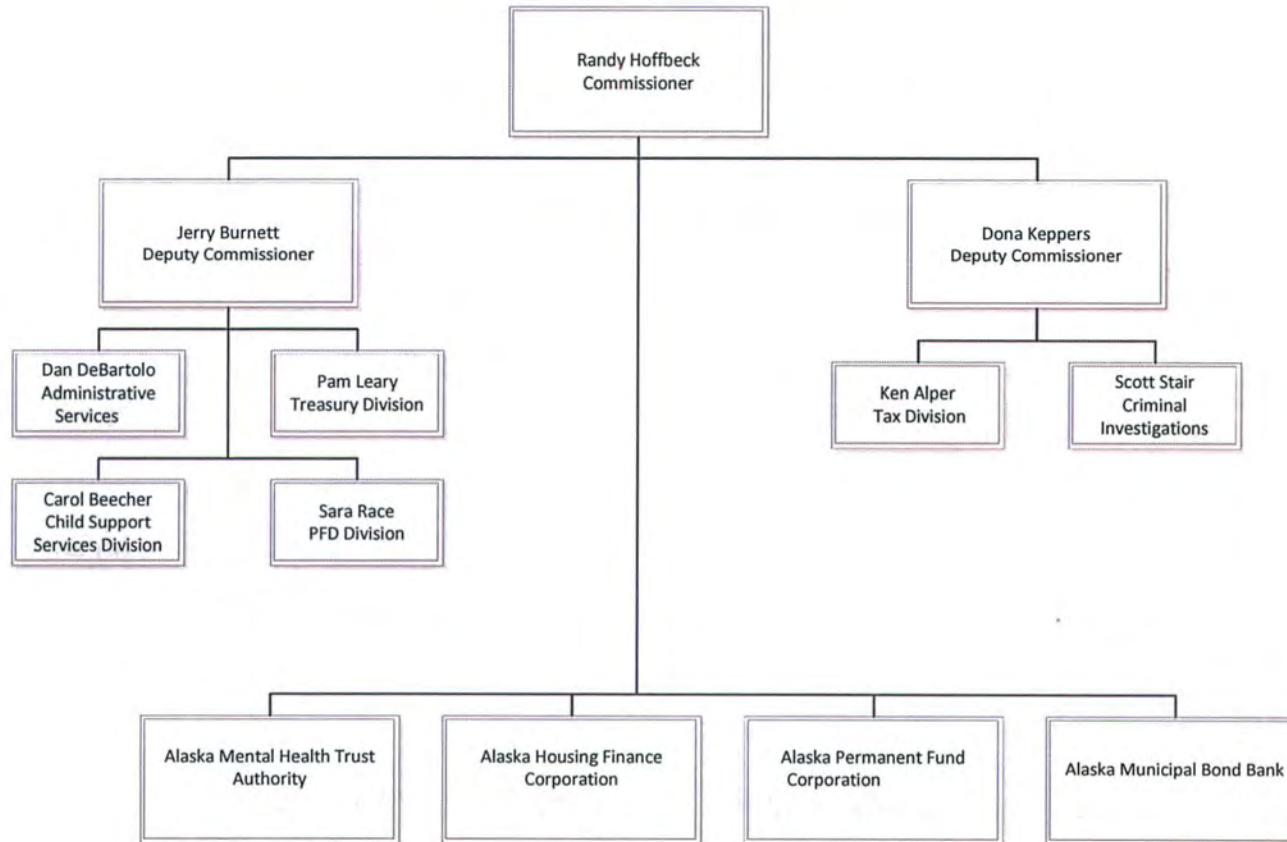 Randy Hoffbeck
Commissioner
Jerry Burnett
Deputy Commissioner
Dona Keppers
Deputy Commissioner
Dan DeBartolo
Administrative
Services
Pam Leary
Treasury Division
Ken Alper
Tax Division
Scott Stair
Criminal
Investigations
Carol Beecher
Child Support
Services Division
Sara Race
PFD Division
Alaska Mental Health Trust
Authority
Alaska Housing Finance
Corporation
Alaska Permanent Fund
Corporation
Alaska Municipal Bond Bank